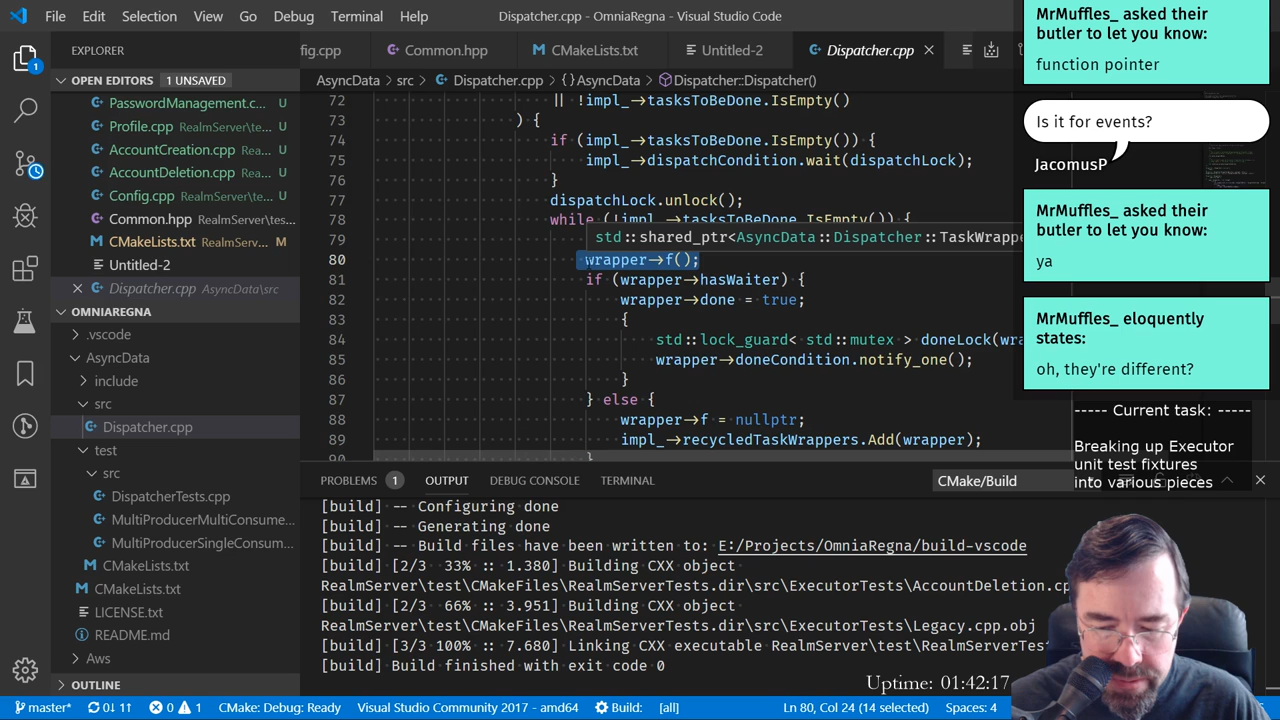 File Edit Selection View Go Debug Terminal Help
Dispatcher.cpp - OmniaRegna - Visual Studio Code
EXPLORER
OPEN EDITORS 1 UNSAVED
PasswordManagement.c... U
Profile.cpp RealmServer\te... U
AccountCreation.cpp Rea... U
AccountDeletion.cpp Rea... U
Config.cpp RealmServer\te... U
Common.hpp RealmServer\tes...
CMakeLists.txt RealmServ... M
Untitled-2
Dispatcher.cpp AsyncData\src
OMNIAREGNA
.vscode
AsyncData
include
src
Dispatcher.cpp
test
src
DispatcherTests.cpp
MultiProducerMultiConsume...
MultiProducerSingleConsum...
CMakeLists.txt
CMakeLists.txt
LICENSE.txt
README.md
Aws
OUTLINE
fig.cpp Common.hpp CMakeLists.txt Untitled-2 Dispatcher.cpp
AsyncData > src > Dispatcher.cpp > {} AsyncData > Dispatcher::Dispatcher()
72 || !impl_->tasksToBeDone.IsEmpty()
73 ) {
74 if (impl_->tasksToBeDone.IsEmpty()) {
75 impl_->dispatchCondition.wait(dispatchLock);
76 }
77 dispatchLock.unlock();
78 while (!impl_->tasksToBeDone.IsEmpty()) {
79 std::shared_ptr<AsyncData::Dispatcher::TaskWrappe
80 wrapper->f();
81 if (wrapper->hasWaiter) {
82 wrapper->done = true;
83 {
84 std::lock_guard< std::mutex > doneLock(wra
85 wrapper->doneCondition.notify_one();
86 }
87 } else {
88 wrapper->f = nullptr;
89 impl_->recycledTaskWrappers.Add(wrapper);
90 }
PROBLEMS 1 OUTPUT DEBUG CONSOLE TERMINAL CMake/Build
[build] -- Configuring done
[build] -- Generating done
[build] -- Build files have been written to: E:/Projects/OmniaRegna/build-vscode
[build] [2/3 33% :: 1.380] Building CXX object
RealmServer\test\CMakeFiles\RealmServerTests.dir\src\ExecutorTests\AccountDeletion.cp
[build] [2/3 66% :: 3.951] Building CXX object
RealmServer\test\CMakeFiles\RealmServerTests.dir\src\ExecutorTests\Legacy.cpp.obj
[build] [3/3 100% :: 7.680] Linking CXX executable RealmServer\test\RealmServerTes
[build] Build finished with exit code 0
Uptime: 01:42:17
MrMuffles_ asked their
butler to let you know:
function pointer
Is it for events?
JacomusP
MrMuffles_ asked their
butler to let you know:
ya
MrMuffles_ eloquently
states:
oh, they're different?
----- Current task: -----
Breaking up Executor
unit test fixtures
into various pieces
master* 0↓ 1↑ 0 1 CMake: Debug: Ready Visual Studio Community 2017 - amd64 Build: [all] Ln 80, Col 24 (14 selected) Spaces: 4